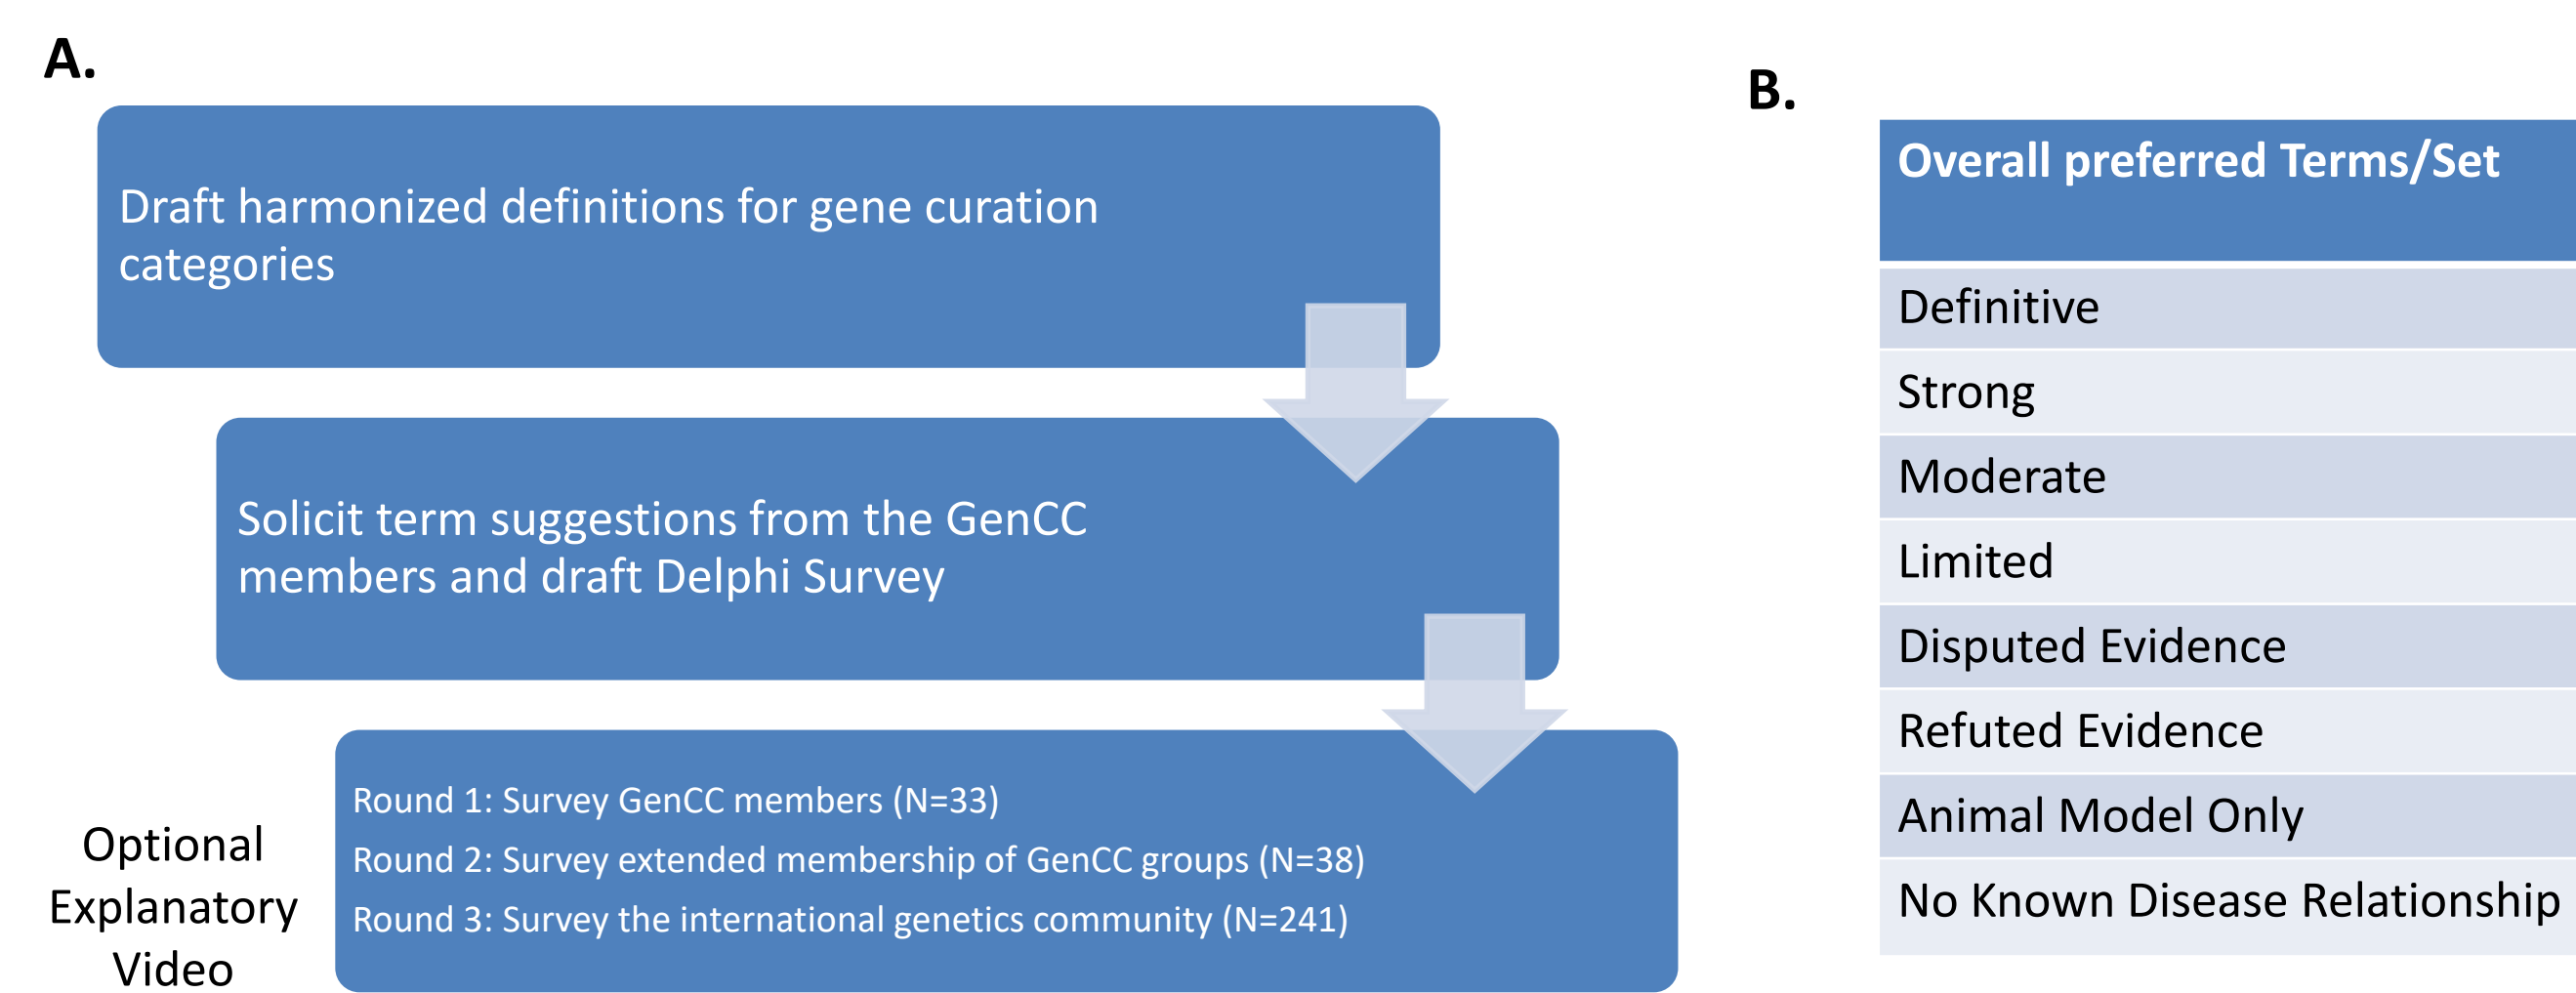 A.
Draft harmonized definitions for gene curation
categories
Solicit term suggestions from the GenCC
members and draft Delphi Survey
Optional
Explanatory
Video
Round 1: Survey GenCC members (N=33)
Round 2: Survey extended membership of GenCC groups (N=38)
Round 3: Survey the international genetics community (N=241)
B.
Overall preferred Terms/Set
Definitive
Strong
Moderate
Limited
Disputed Evidence
Refuted Evidence
Animal Model Only
No Known Disease Relationship